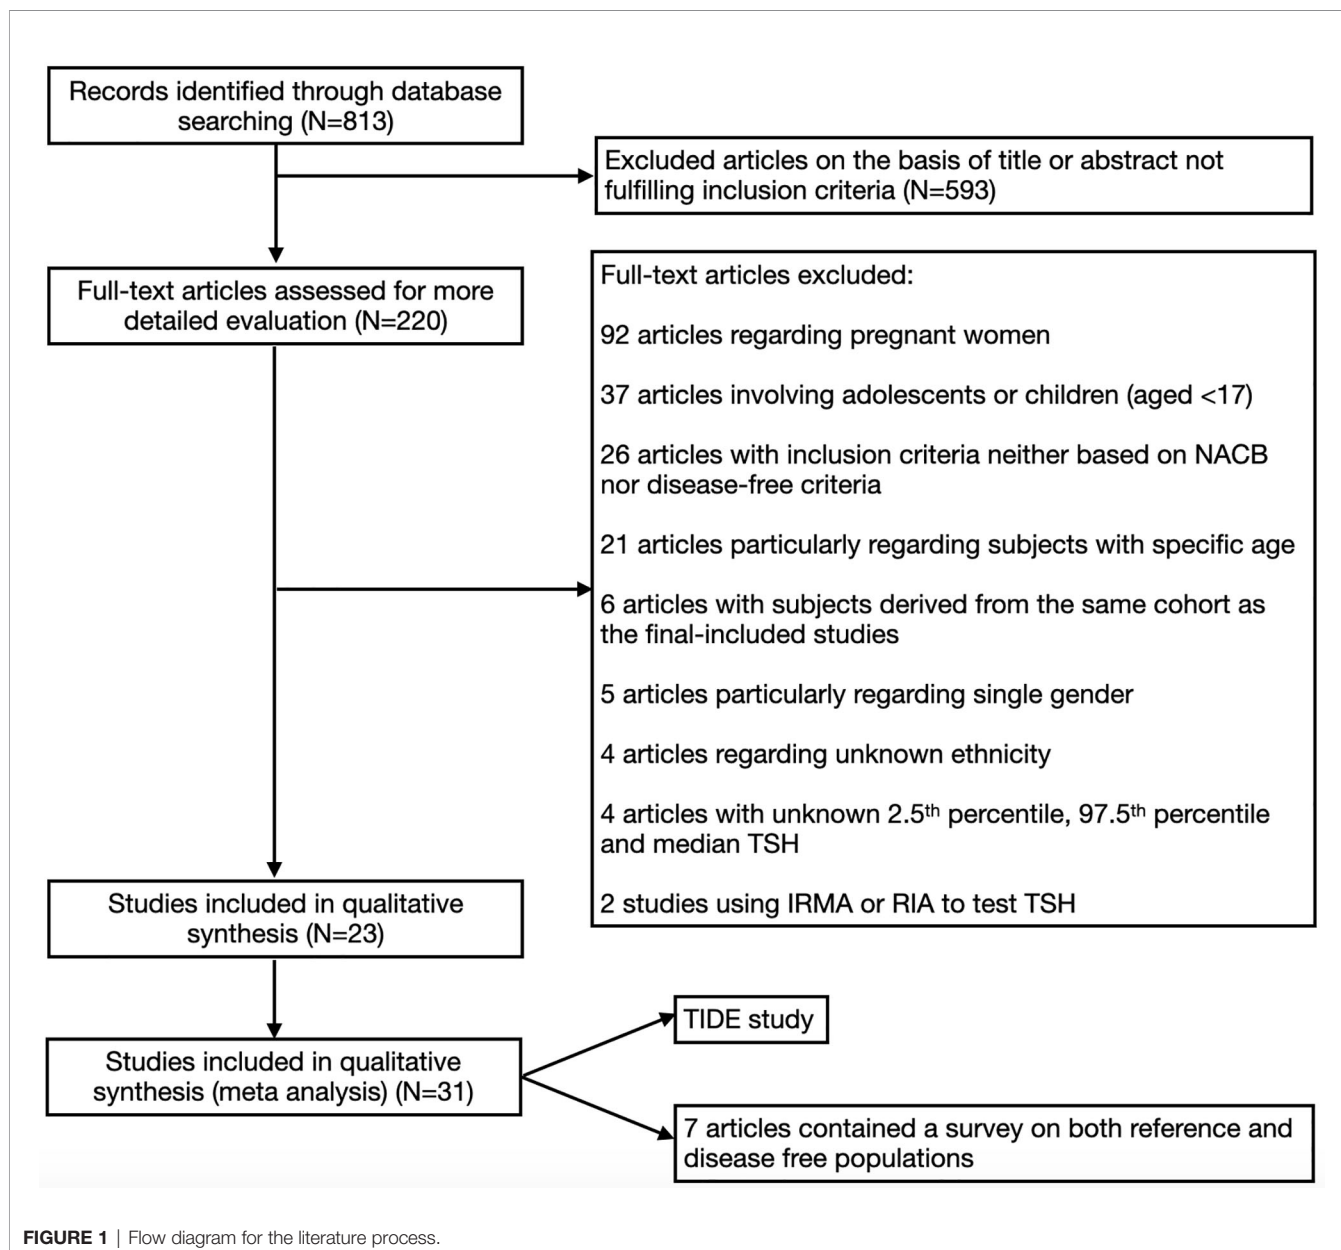 Records identified through database
searching (N=813)
Excluded articles on the basis of title or abstract not
fulfilling inclusion criteria (N=593)
Full-text articles assessed for more
detailed evaluation (N=220)
Full-text articles excluded:
92 articles regarding pregnant women
37 articles involving adolescents or children (aged <17)
26 articles with inclusion criteria neither based on NACB
nor disease-free criteria
21 articles particularly regarding subjects with specific age
6 articles with subjects derived from the same cohort as
the final-included studies
5 articles particularly regarding single gender
4 articles regarding unknown ethnicity
4 articles with unknown 2.5th percentile, 97.5th percentile
and median TSH
2 studies using IRMA or RIA to test TSH
Studies included in qualitative
synthesis (N=23)
Studies included in qualitative
synthesis (meta analysis) (N=31)
TIDE study
7 articles contained a survey on both reference and
disease free populations
FIGURE 1 | Flow diagram for the literature process.